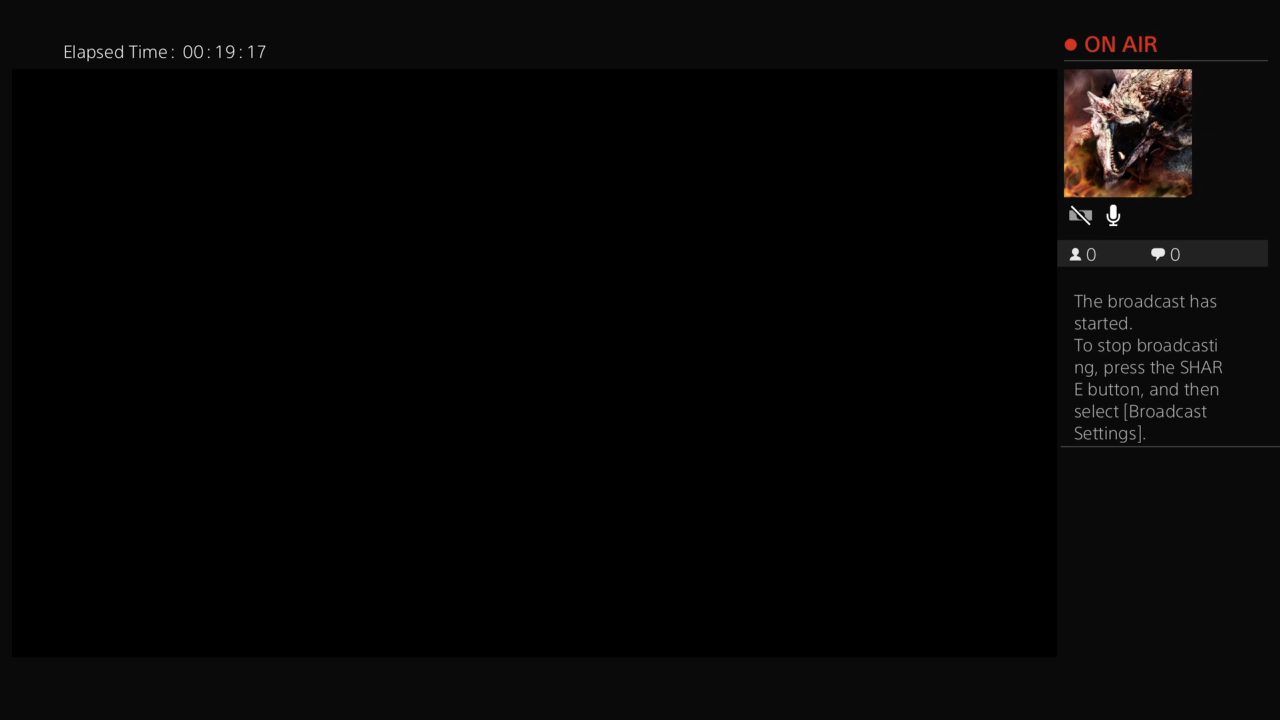 Elapsed Time: 00:19:17
ON AIR
0 0
The broadcast has
started.
To stop broadcasti
ng, press the SHAR
E button, and then
select [Broadcast
Settings].